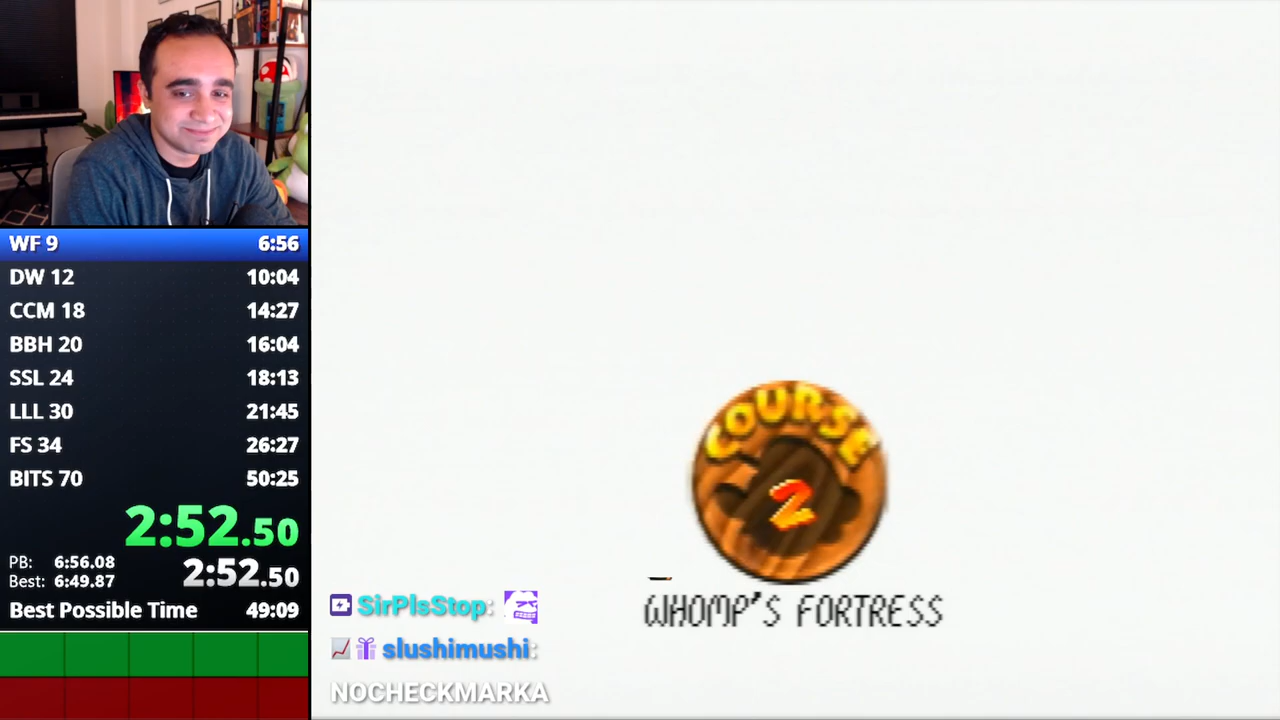 WF 9 6:56
DW 12 10:04
CCM 18 14:27
BBH 20 16:04
SSL 24 18:13
LLL 30 21:45
FS 34 26:27
BITS 70 50:25
2:52.50
PB: 6:56.08
Best: 6:49.87
2:52.50
Best Possible Time 49:09
COURSE
2
WHOMP'S FORTRESS
SirPlsStop:
slushimushi:
NOCHECKMARKA